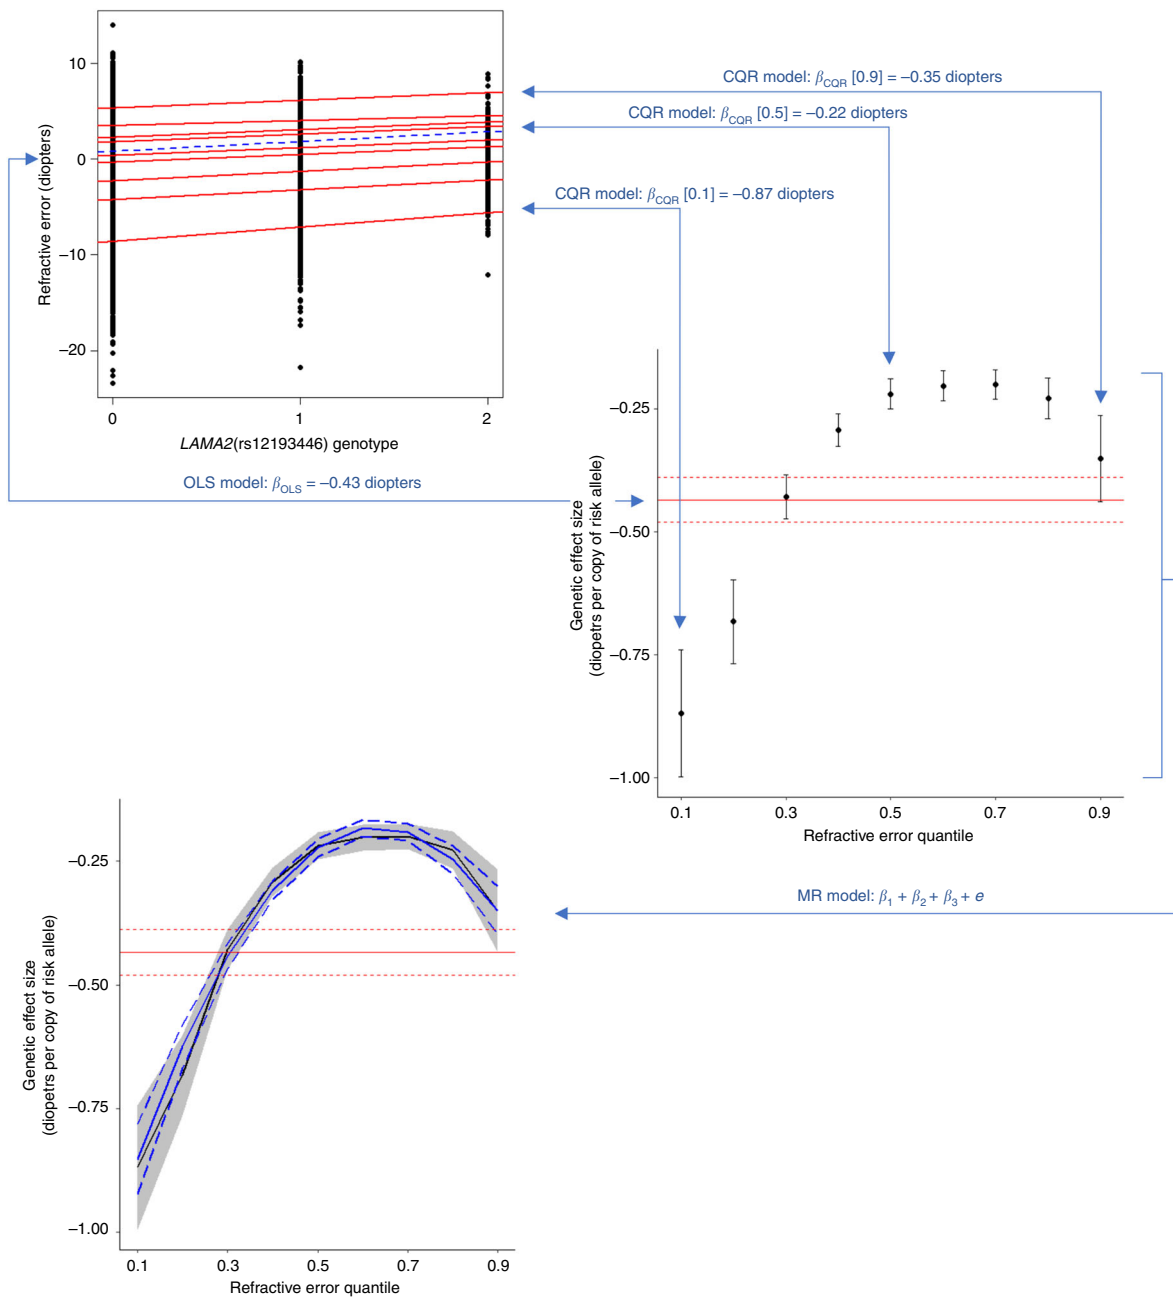 10
0
−10
−20
Refractive error (diopters)
0
1
2
LAMA2(rs12193446) genotype
OLS model: βOLS = −0.43 diopters
CQR model: βCQR [0.9] = −0.35 diopters
CQR model: βCQR [0.5] = −0.22 diopters
CQR model: βCQR [0.1] = −0.87 diopters
−0.25
−0.50
−0.75
−1.00
Genetic effect size
(diopetrs per copy of risk allele)
0.1
0.3
0.5
0.7
0.9
Refractive error quantile
MR model: β1 + β2 + β3 + e
−0.25
−0.50
−0.75
−1.00
Genetic effect size
(diopetrs per copy of risk allele)
0.1
0.3
0.5
0.7
0.9
Refractive error quantile